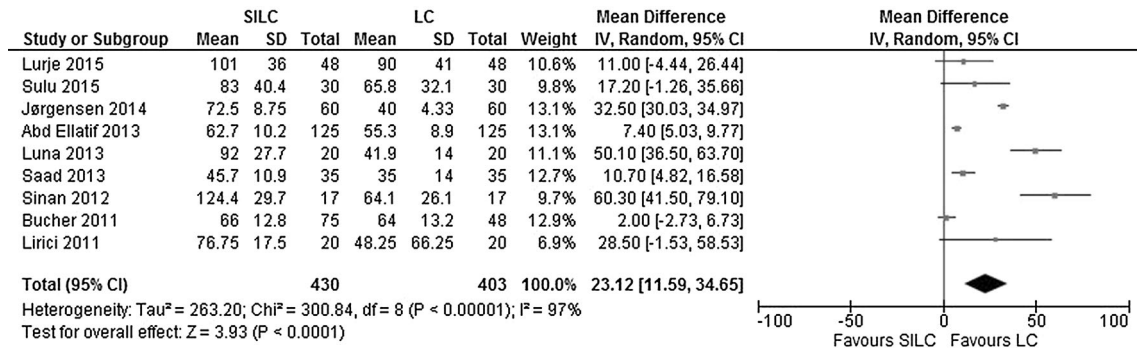 SILC LC Mean Difference Mean Difference
Study or Subgroup Mean SD Total Mean SD Total Weight IV, Random, 95% CI IV, Random, 95% CI
Lurje 2015 101 36 48 90 41 48 10.6% 11.00 [-4.44, 26.44]
Sulu 2015 83 40.4 30 65.8 32.1 30 9.8% 17.20 [-1.26, 35.66]
Jørgensen 2014 72.5 8.75 60 40 4.33 60 13.1% 32.50 [30.03, 34.97]
Abd Ellatif 2013 62.7 10.2 125 55.3 8.9 125 13.1% 7.40 [5.03, 9.77]
Luna 2013 92 27.7 20 41.9 14 20 11.1% 50.10 [36.50, 63.70]
Saad 2013 45.7 10.9 35 35 14 35 12.7% 10.70 [4.82, 16.58]
Sinan 2012 124.4 29.7 17 64.1 26.1 17 9.7% 60.30 [41.50, 79.10]
Bucher 2011 66 12.8 75 64 13.2 48 12.9% 2.00 [-2.73, 6.73]
Lirici 2011 76.75 17.5 20 48.25 66.25 20 6.9% 28.50 [-1.53, 58.53]
Total (95% CI) 430 403 100.0% 23.12 [11.59, 34.65]
Heterogeneity: Tau² = 263.20; Chi² = 300.84, df = 8 (P < 0.00001); I² = 97%
Test for overall effect: Z = 3.93 (P < 0.0001)
-100 -50 0 50 100
Favours SILC Favours LC